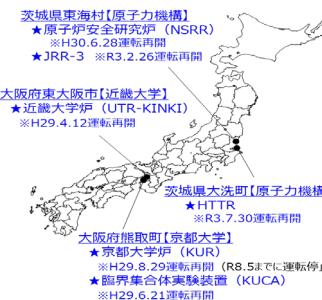 茨城県東海村【原子力機構】
★原子炉安全研究炉（NSRR）
※H30.6.28運転再開
★JRR-3 ※R3.2.26運転再開
大阪府東大阪市【近畿大学】
★近畿大学炉（UTR-KINKI）
※H29.4.12運転再開
茨城県大洗町【原子力機構
★HTTR
※R3.7.30運転再開
大阪府熊取町【京都大学】
★京都大学炉（KUR）
※H29.8.29運転再開（R8.5までに運転停止
★臨界集合体実験装置（KUCA）
※H29.6.21運転再開